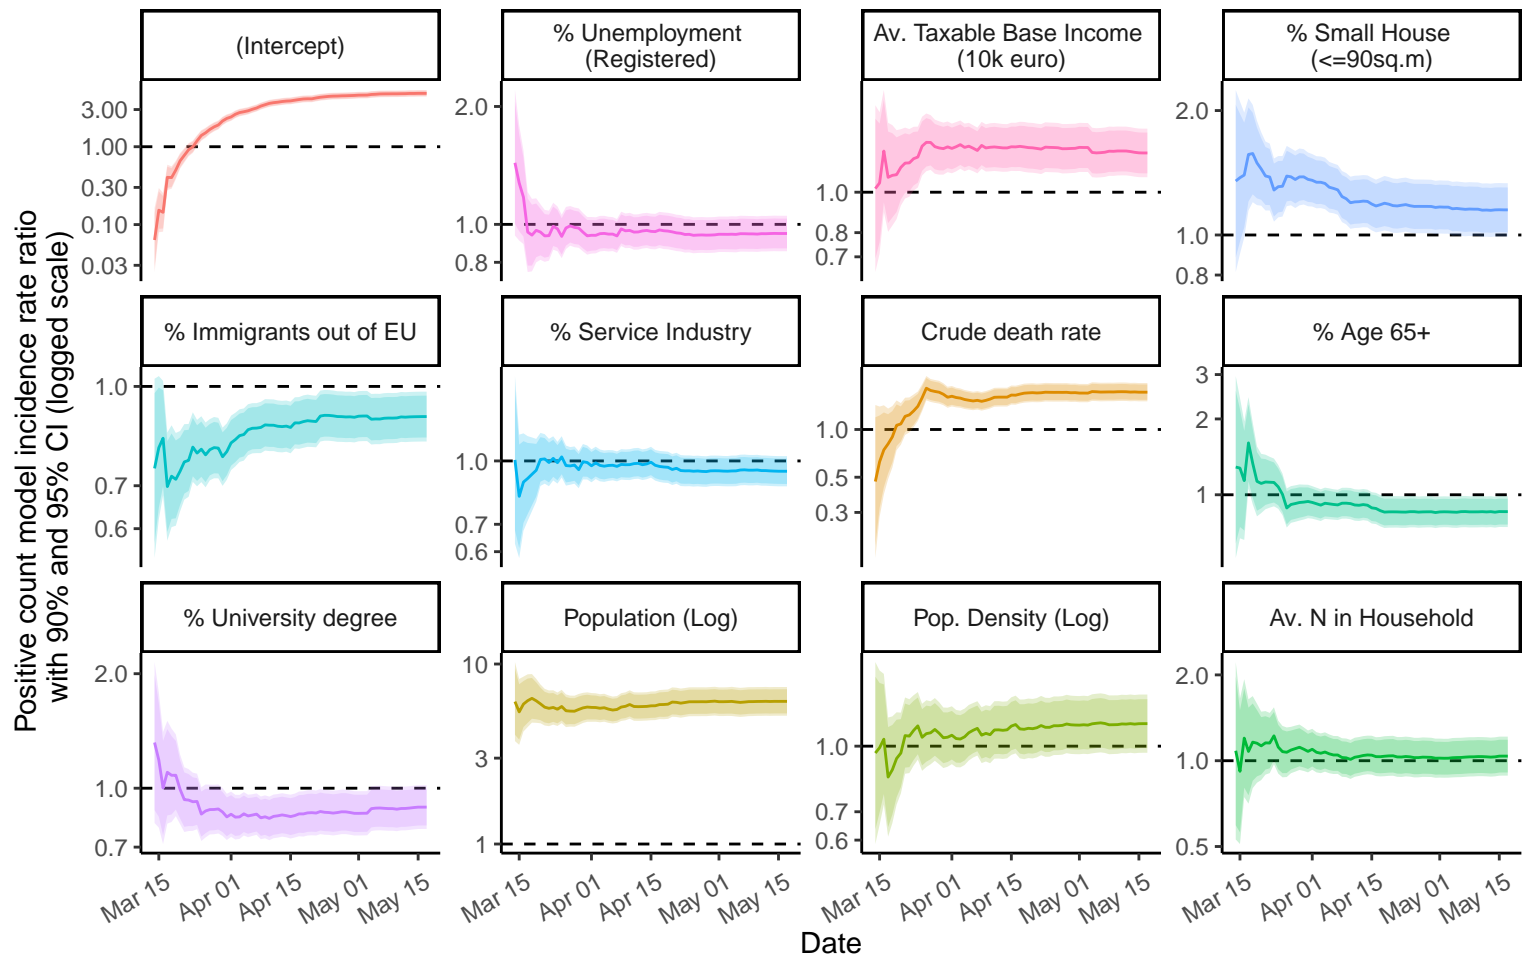 Positive count model incidence rate ratio
with 90% and 95% CI (logged scale)
(Intercept)
3.00
1.00
0.30
0.10
0.03
% Unemployment
(Registered)
2.0
1.0
0.8
Av. Taxable Base Income
(10k euro)
1.0
0.8
0.7
% Small House
(<=90sq.m)
2.0
1.0
0.8
% Immigrants out of EU
1.0
0.7
0.6
% Service Industry
1.0
0.7
0.6
Crude death rate
1.0
0.5
0.3
% Age 65+
3
2
1
% University degree
2.0
1.0
0.7
Mar 15 Apr 01 Apr 15 May 01 May 15
Population (Log)
10
3
1
Mar 15 Apr 01 Apr 15 May 01 May 15
Pop. Density (Log)
1.0
0.7
0.6
Mar 15 Apr 01 Apr 15 May 01 May 15
Av. N in Household
2.0
1.0
0.5
Mar 15 Apr 01 Apr 15 May 01 May 15
Date